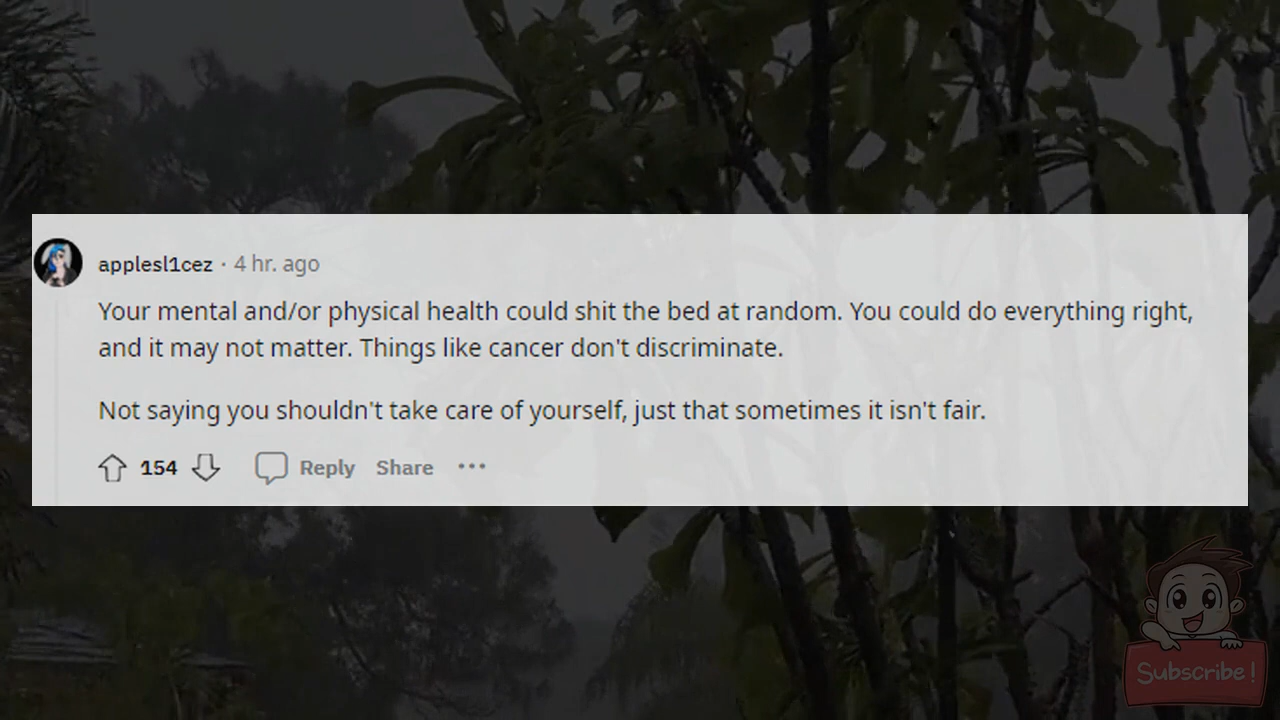 applesl1cez · 4 hr. ago
Your mental and/or physical health could shit the bed at random. You could do everything right,
and it may not matter. Things like cancer don't discriminate.
Not saying you shouldn't take care of yourself, just that sometimes it isn't fair.
154 Reply Share ···
Subscribe!